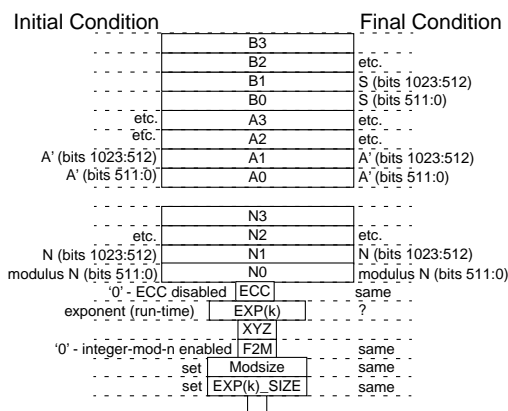 Initial Condition Final Condition
B3
B2 etc.
B1 S (bits 1023:512)
B0 S (bits 511:0)
etc. A3 etc.
etc. A2 etc.
A' (bits 1023:512) A1 A' (bits 1023:512)
A' (bits 511:0) A0 A' (bits 511:0)
N3
etc. N2 etc.
N (bits 1023:512) N1 N (bits 1023:512)
modulus N (bits 511:0) N0 modulus N (bits 511:0)
'0' - ECC disabled ECC same
exponent (run-time) EXP(k) ?
XYZ
'0' - integer-mod-n enabled F2M same
set Modsize same
set EXP(k)_SIZE same